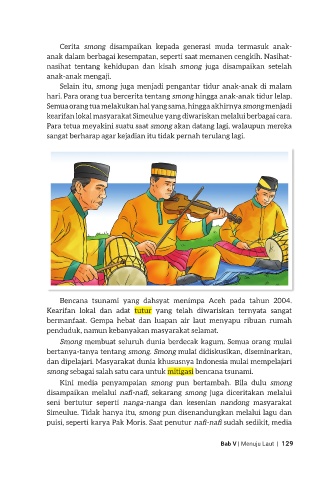 Cerita smong disampaikan kepada generasi muda termasuk anak-
anak dalam berbagai kesempatan, seperti saat memanen cengkih. Nasihat-
nasihat tentang kehidupan dan kisah smong juga disampaikan setelah
anak-anak mengaji.
Selain itu, smong juga menjadi pengantar tidur anak-anak di malam
hari. Para orang tua bercerita tentang smong hingga anak-anak tidur lelap.
Semua orang tua melakukan hal yang sama, hingga akhirnya smong menjadi
kearifan lokal masyarakat Simeulue yang diwariskan melalui berbagai cara.
Para tetua meyakini suatu saat smong akan datang lagi, walaupun mereka
sangat berharap agar kejadian itu tidak pernah terulang lagi.
Bencana tsunami yang dahsyat menimpa Aceh pada tahun 2004.
Kearifan lokal dan adat tutur yang telah diwariskan ternyata sangat
bermanfaat. Gempa hebat dan luapan air laut menyapu ribuan rumah
penduduk, namun kebanyakan masyarakat selamat.
Smong membuat seluruh dunia berdecak kagum. Semua orang mulai
bertanya-tanya tentang smong. Smong mulai didiskusikan, diseminarkan,
dan dipelajari. Masyarakat dunia khususnya Indonesia mulai mempelajari
smong sebagai salah satu cara untuk mitigasi bencana tsunami.
Kini media penyampaian smong pun bertambah. Bila dulu smong
disampaikan melalui nafi-nafi, sekarang smong juga diceritakan melalui
seni bertutur seperti nanga-nanga dan kesenian nandong masyarakat
Simeulue. Tidak hanya itu, smong pun disenandungkan melalui lagu dan
puisi, seperti karya Pak Moris. Saat penutur nafi-nafi sudah sedikit, media
Bab V | Menuju Laut | 129